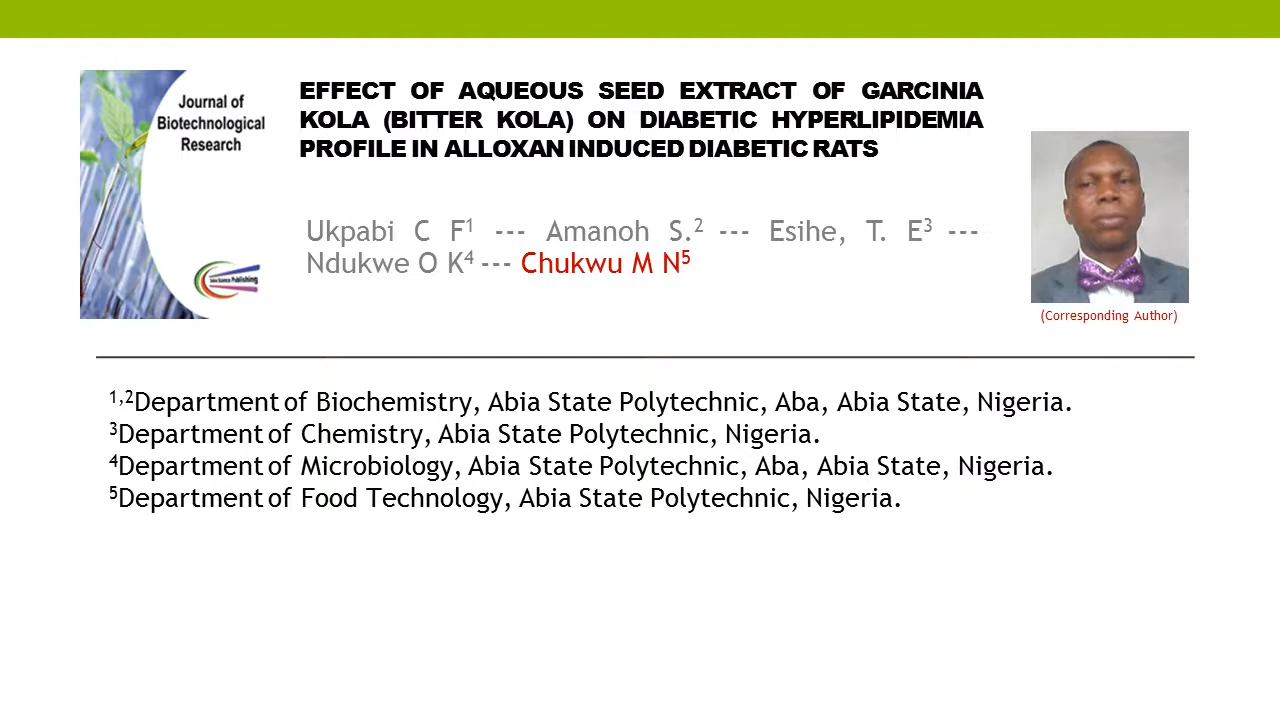 Journal of
Biotechnological
Research
EFFECT OF AQUEOUS SEED EXTRACT OF GARCINIA
KOLA (BITTER KOLA) ON DIABETIC HYPERLIPIDEMIA
PROFILE IN ALLOXAN INDUCED DIABETIC RATS
Ukpabi C F1 --- Amanoh S.2 --- Esihe, T. E3 ---
Ndukwe O K4 --- Chukwu M N5
(Corresponding Author)
1,2Department of Biochemistry, Abia State Polytechnic, Aba, Abia State, Nigeria.
3Department of Chemistry, Abia State Polytechnic, Nigeria.
4Department of Microbiology, Abia State Polytechnic, Aba, Abia State, Nigeria.
5Department of Food Technology, Abia State Polytechnic, Nigeria.